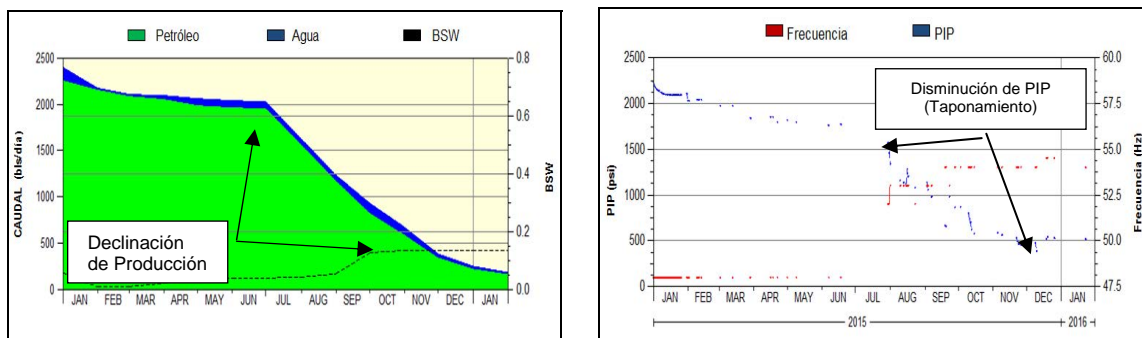 Petróleo Agua BSW
2500 0.8
2000
0.6
1500
0.4
1000
0.2
500
0 0.0
CAUDAL (bls/día)
BSW
Declinación
de Producción
JAN FEB MAR APR MAY JUN JUL AUG SEP OCT NOV DEC JAN
Frecuencia PIP
2500 60.0
2000 57.5
1500 55.0
1000 52.5
500 50.0
0 47.5
PIP (psi)
Frecuencia (Hz)
Disminución de PIP
(Taponamiento)
JAN FEB MAR APR MAY JUN JUL AUG SEP OCT NOV DEC JAN
2015 2016